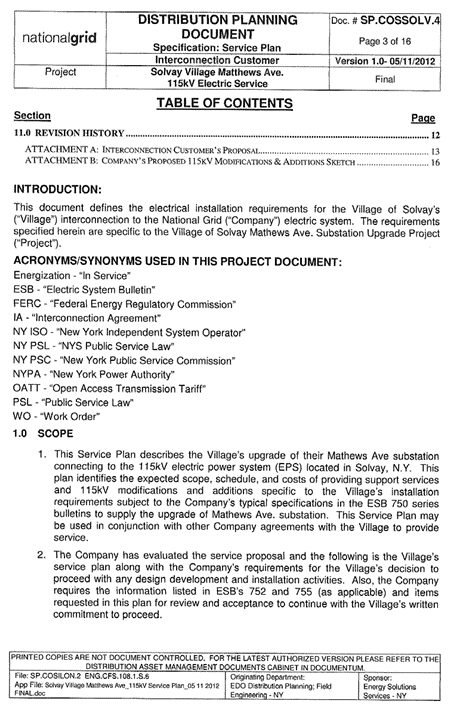 nationalgrid
DISTRIBUTION PLANNING
DOCUMENT
Specification: Service Plan
Doc. # SP.COSSOLV.4
Page 3 of 16
Interconnection Customer
Version 1.0- 05/11/2012
Project
Solvay Village Matthews Ave.
115kV Electric Service
Final
TABLE OF CONTENTS
Section Page
11.0 REVISION HISTORY 12
ATTACHMENT A: INTERCONNECTION CUSTOMER'S PROPOSAL 13
ATTACHMENT B: COMPANY'S PROPOSED 115KV MODIFICATIONS & ADDITIONS SKETCH 16
INTRODUCTION:
This document defines the electrical installation requirements for the Village of Solvay's
("Village") interconnection to the National Grid ("Company") electric system. The requirements
specified herein are specific to the Village of Solvay Mathews Ave. Substation Upgrade Project
("Project").
ACRONYMS/SYNONYMS USED IN THIS PROJECT DOCUMENT:
Energization - "In Service"
ESB - "Electric System Bulletin"
FERC - "Federal Energy Regulatory Commission"
IA - "Interconnection Agreement"
NY ISO - "New York Independent System Operator"
NY PSL - "NYS Public Service Law"
NY PSC - "New York Public Service Commission"
NYPA - "New York Power Authority"
OATT - "Open Access Transmission Tariff"
PSL - "Public Service Law"
WO - "Work Order"
1.0 SCOPE
1. This Service Plan describes the Village's upgrade of their Mathews Ave substation
connecting to the 115kV electric power system (EPS) located in Solvay, N.Y. This
plan identifies the expected scope, schedule, and costs of providing support services
and 115kV modifications and additions specific to the Village's installation
requirements subject to the Company's typical specifications in the ESB 750 series
bulletins to supply the upgrade of Mathews Ave. substation. This Service Plan may
be used in conjunction with other Company agreements with the Village to provide
service.
2. The Company has evaluated the service proposal and the following is the Village's
service plan along with the Company's requirements for the Village's decision to
proceed with any design development and installation activities. Also, the Company
requires the information listed in ESB's 752 and 755 (as applicable) and items
requested in this plan for review and acceptance to continue with the Village's written
commitment to proceed.
PRINTED COPIES ARE NOT DOCUMENT CONTROLLED. FOR THE LATEST AUTHORIZED VERSION PLEASE REFER TO THE
DISTRIBUTION ASSET MANAGEMENT DOCUMENTS CABINET IN DOCUMENTUM.
File: SP.COSILON.2 ENG.CFS.108.1.S.6
App File: Solvay Village Matthews Ave_115kV Service Plan_05 11 2012
FINAL.doc
Originating Department:
EDO Distribution Planning; Field
Engineering - NY
Sponsor:
Energy Solutions
Services - NY